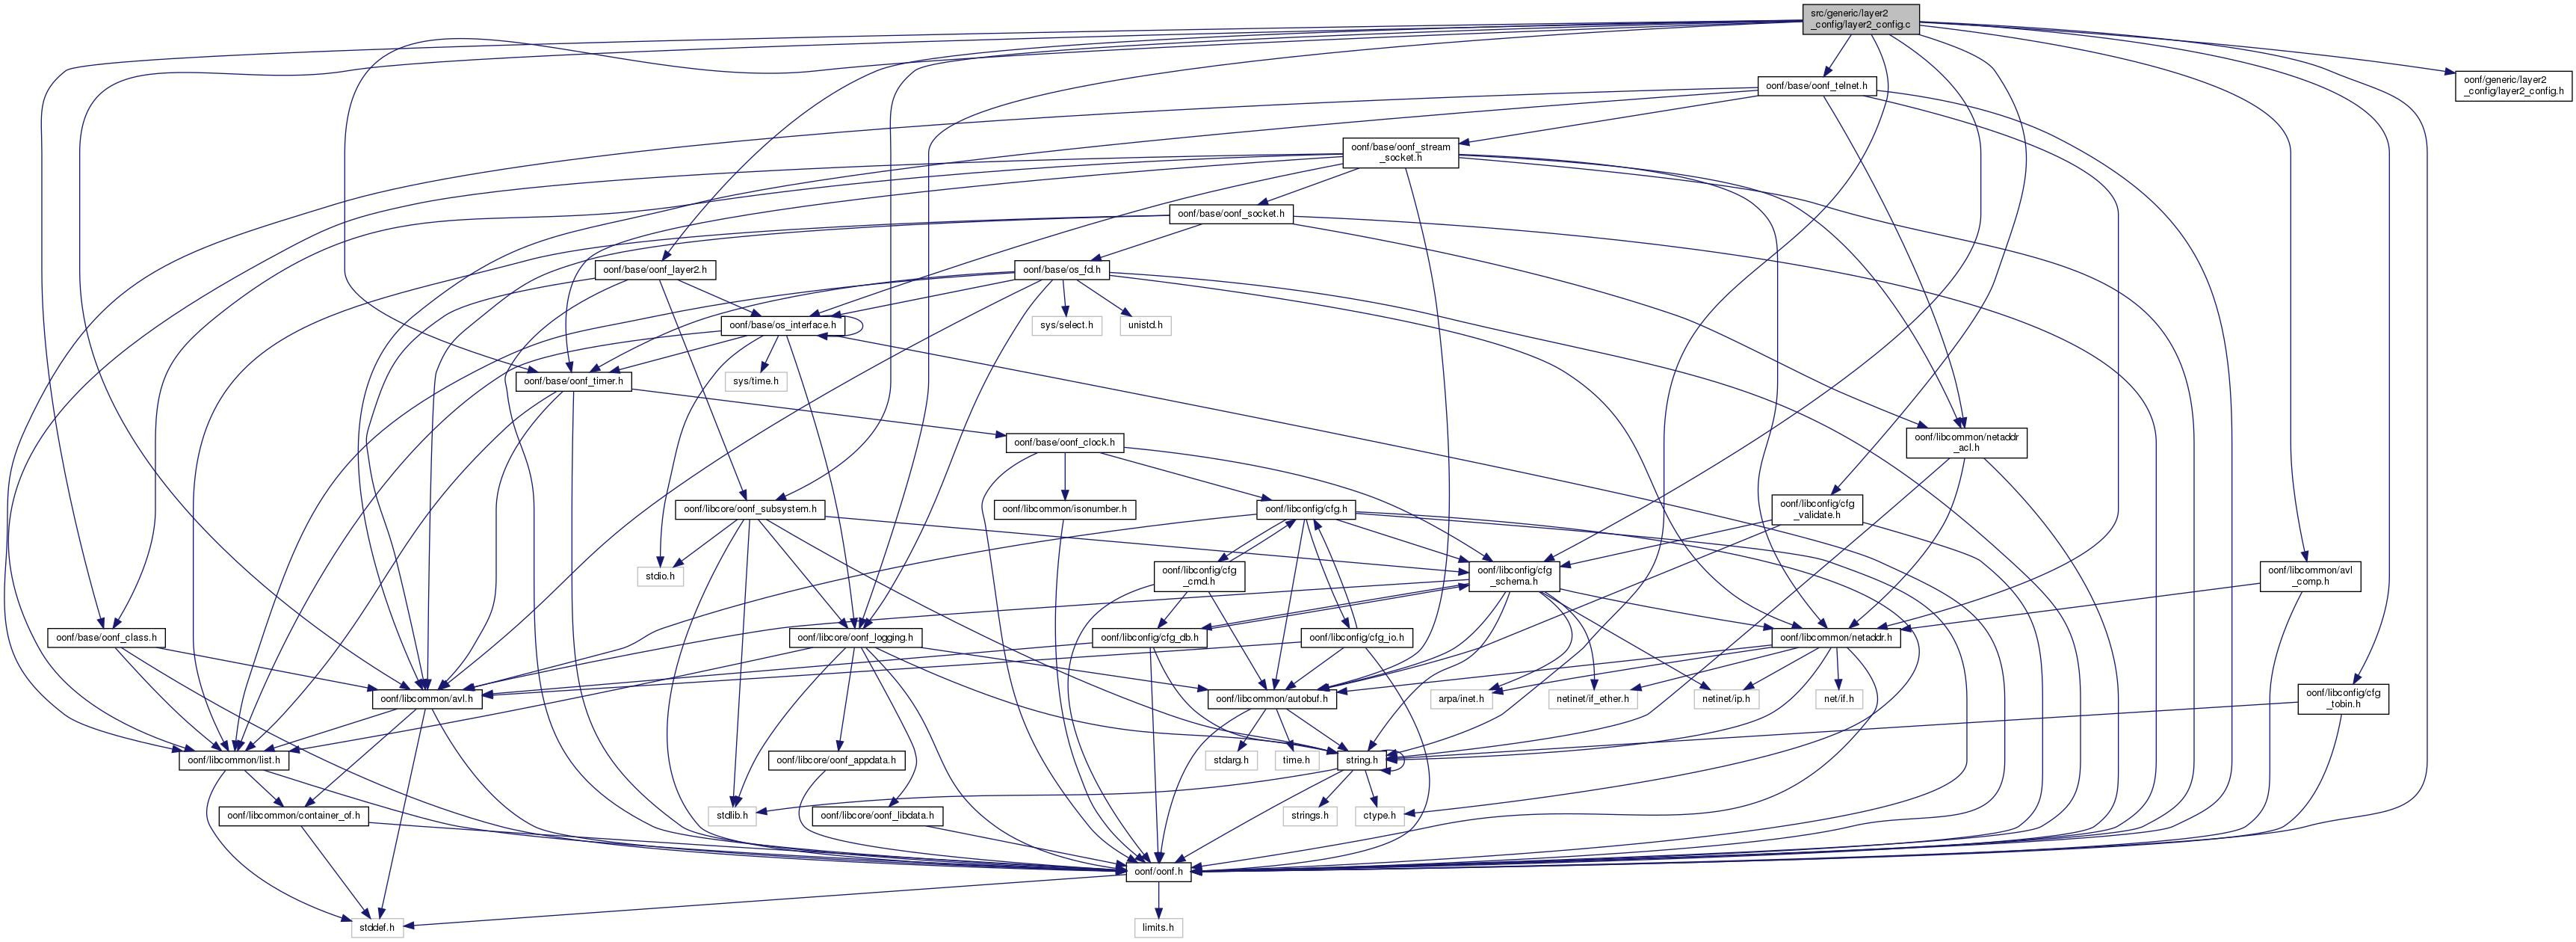 src/generic/layer2
_config/layer2_config.c
oonf/base/oonf_telnet.h
oonf/generic/layer2
_config/layer2_config.h
oonf/base/oonf_stream
_socket.h
oonf/base/oonf_socket.h
oonf/base/oonf_layer2.h
oonf/base/os_fd.h
oonf/base/os_interface.h
sys/select.h
unistd.h
oonf/base/oonf_timer.h
sys/time.h
oonf/base/oonf_clock.h
oonf/libcommon/netaddr
_acl.h
oonf/libcore/oonf_subsystem.h
oonf/libcommon/isonumber.h
oonf/libconfig/cfg.h
oonf/libconfig/cfg
_validate.h
stdio.h
oonf/libconfig/cfg
_cmd.h
oonf/libconfig/cfg
_schema.h
oonf/libcommon/avl
_comp.h
oonf/base/oonf_class.h
oonf/libcore/oonf_logging.h
oonf/libconfig/cfg_db.h
oonf/libconfig/cfg_io.h
oonf/libcommon/netaddr.h
oonf/libcommon/avl.h
oonf/libcommon/autobuf.h
arpa/inet.h
netinet/if_ether.h
netinet/ip.h
net/if.h
oonf/libconfig/cfg
_tobin.h
oonf/libcommon/list.h
oonf/libcore/oonf_appdata.h
stdarg.h
time.h
string.h
oonf/libcommon/container_of.h
stdlib.h
oonf/libcore/oonf_libdata.h
strings.h
ctype.h
oonf/oonf.h
stddef.h
limits.h